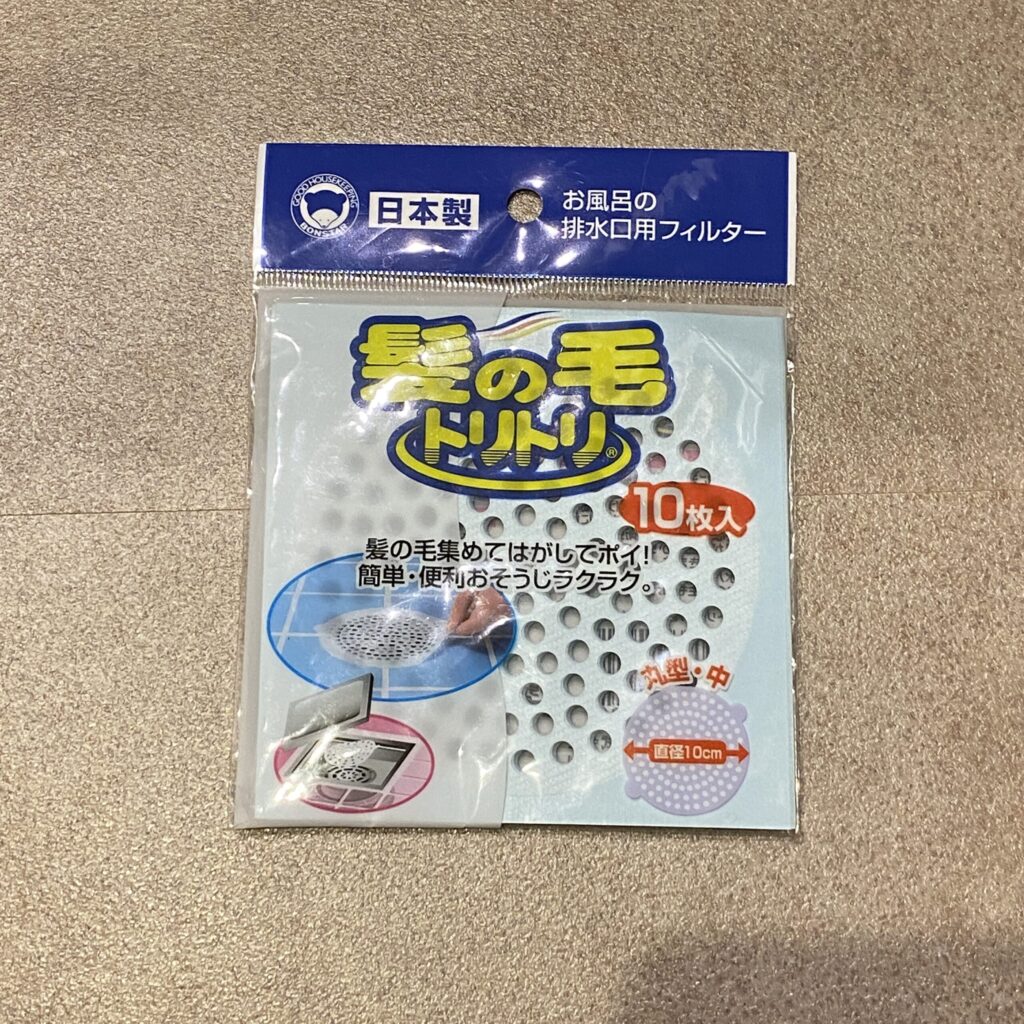 GOOD HOUSEKEEPING
BONSTAR
日本製
お風呂の
排水口用フィルター
髪の毛
トリトリ®
10枚入
髪の毛集めてはがしてポイ!
簡単・便利おそうじラクラク。
丸型・中
直径10cm